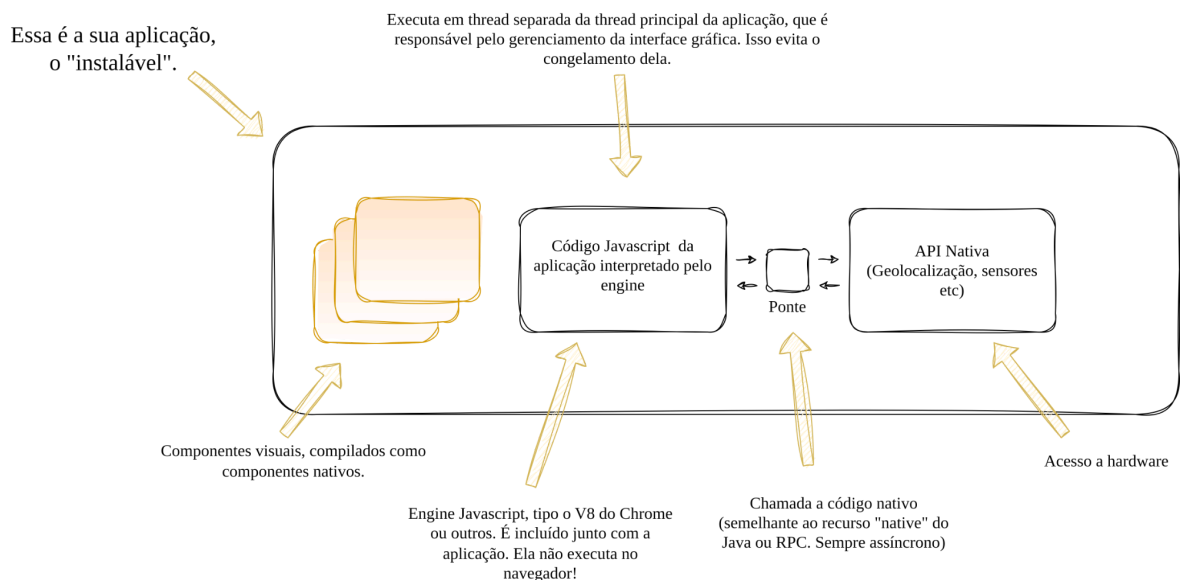 Essa é a sua aplicação,
o "instalável".
Executa em thread separada da thread principal da aplicação, que é
responsável pelo gerenciamento da interface gráfica. Isso evita o
congelamento dela.
Código Javascript  da
aplicação interpretado pelo
engine
Ponte
API Nativa
(Geolocalização, sensores
etc)
Componentes visuais, compilados como
componentes nativos.
Engine Javascript, tipo o V8 do Chrome
ou outros. É incluído junto com a
aplicação. Ela não executa no
navegador!
Chamada a código nativo
(semelhante ao recurso "native" do
Java ou RPC. Sempre assíncrono)
Acesso a hardware